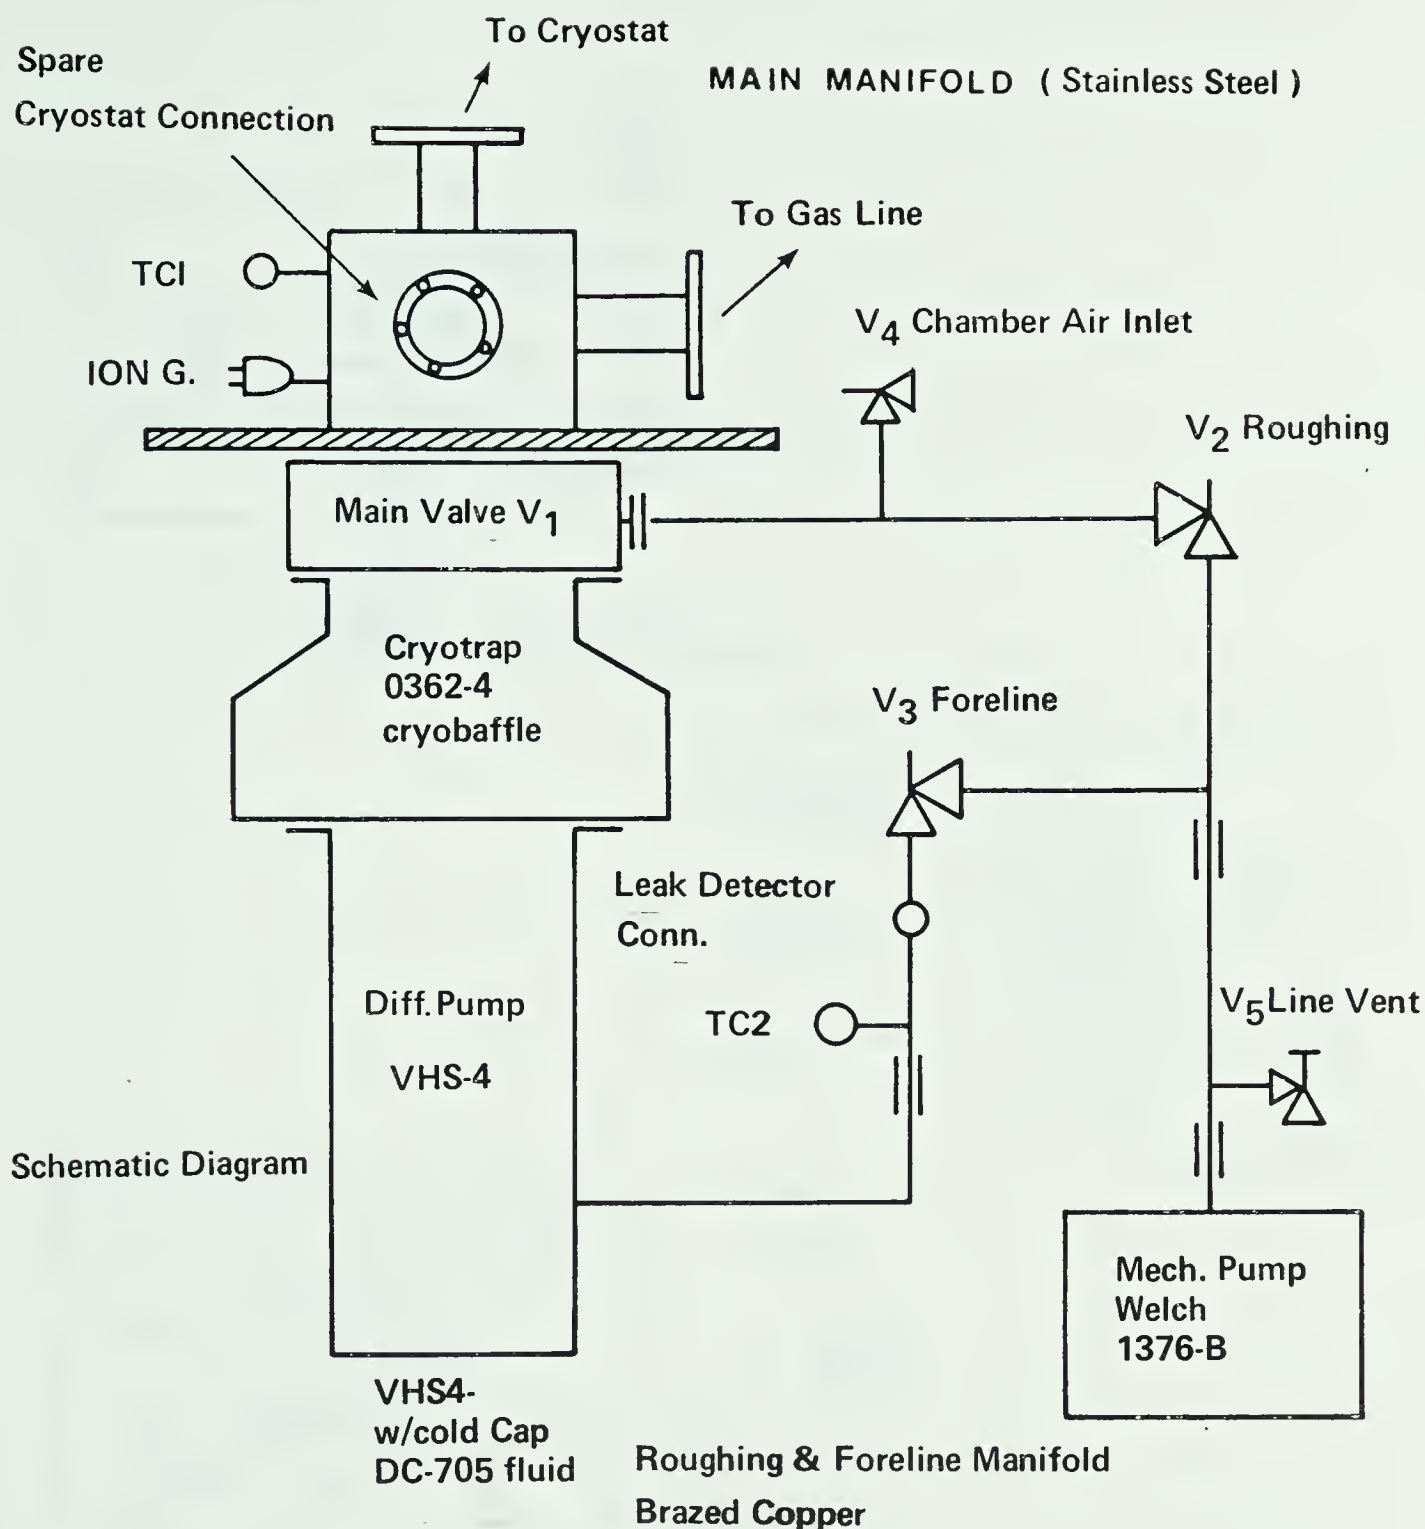 To Cryostat
Spare
Cryostat Connection
MAIN MANIFOLD ( Stainless Steel )
To Gas Line
TCI
V4 Chamber Air Inlet
ION G.
V2 Roughing
Main Valve V1
Cryotrap
0362-4
cryobaffle
V3 Foreline
Leak Detector
Conn.
Diff. Pump
VHS-4
TC2
V5 Line Vent
Schematic Diagram
Mech. Pump
Welch
1376-B
VHS4-
w/cold Cap
DC-705 fluid
Roughing & Foreline Manifold
Brazed Copper